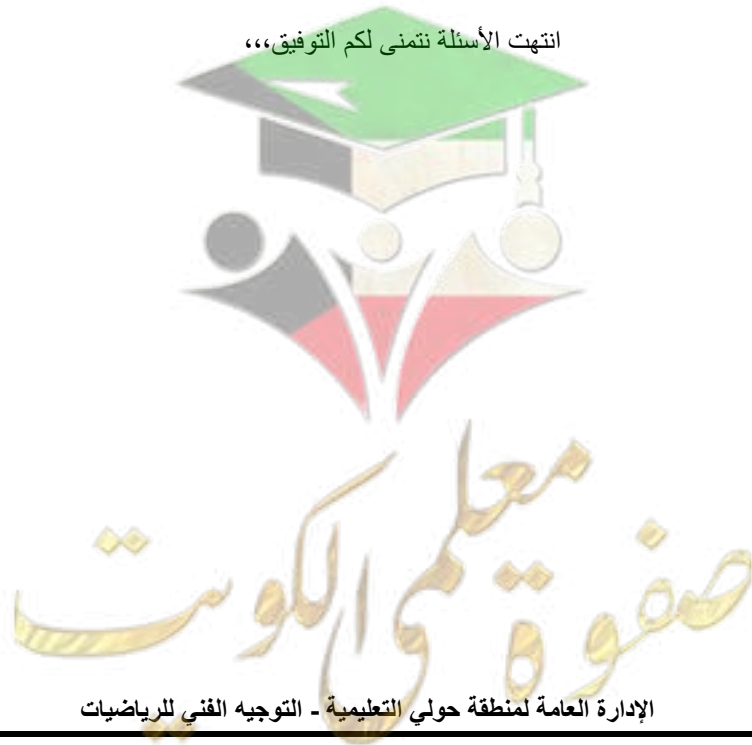 انتهت الأسئلة نتمنى لكم التوفيق،،،
صفوة معلمي الكويت
الإدارة العامة لمنطقة حولي التعليمية - التوجيه الفني للرياضيات